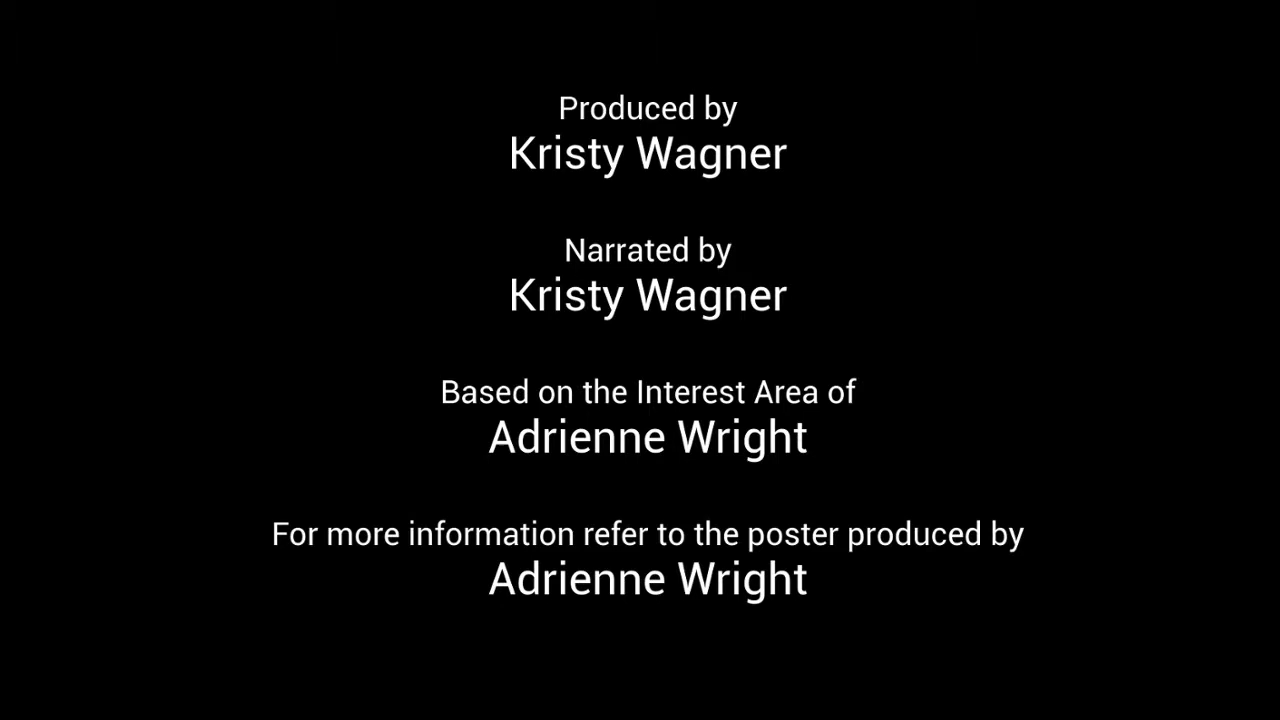 Produced by
Kristy Wagner
Narrated by
Kristy Wagner
Based on the Interest Area of
Adrienne Wright
For more information refer to the poster produced by
Adrienne Wright